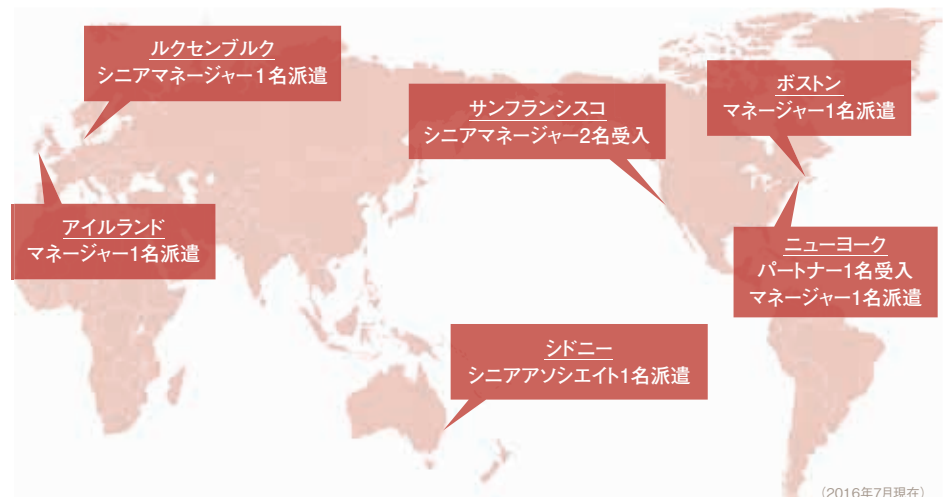 ルクセンブルク
シニアマネージャー1名派遣
サンフランシスコ
シニアマネージャー2名受入
ボストン
マネージャー1名派遣
アイルランド
マネージャー1名派遣
ニューヨーク
パートナー1名受入
マネージャー1名派遣
シドニー
シニアアソシエイト1名派遣
(2016年7月現在)